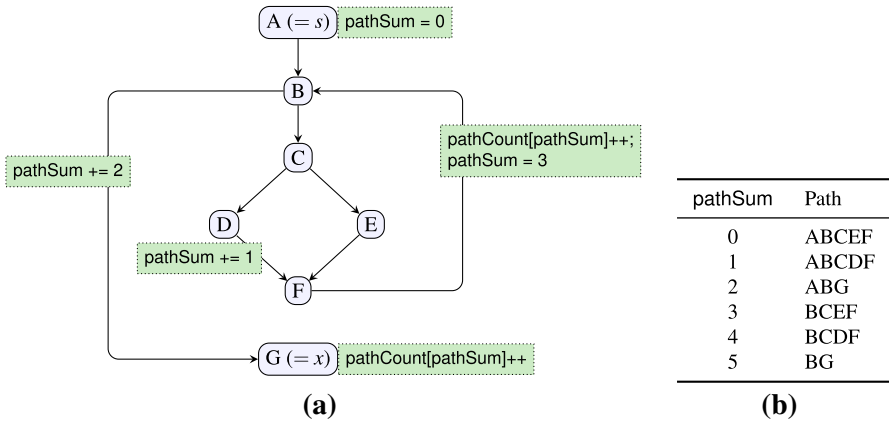 A (= s)
pathSum = 0
B
pathCount[pathSum]++;
pathSum = 3
C
pathSum += 2
D
E
pathSum += 1
F
G (= x)
pathCount[pathSum]++
(a)
pathSum Path
0 ABCEF
1 ABCDF
2 ABG
3 BCEF
4 BCDF
5 BG
(b)